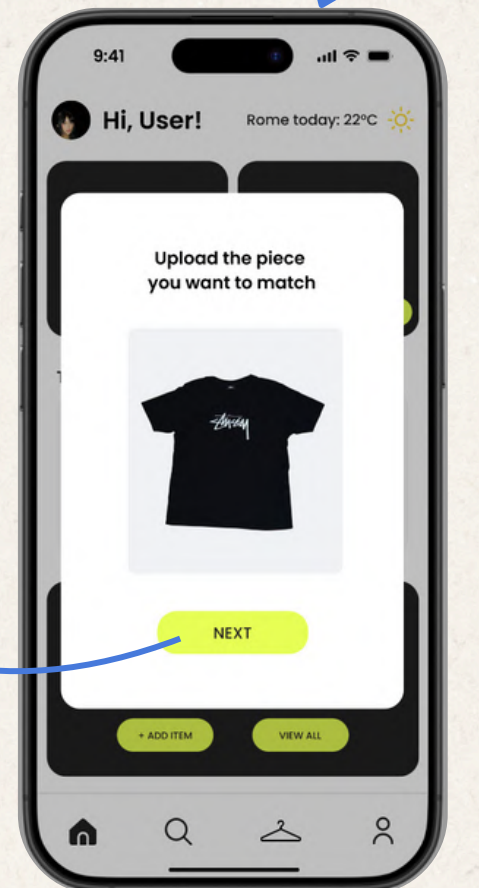 9:41
Hi, User!
Rome today: 22°C
Upload the piece
you want to match
Stüssy
NEXT
+ ADD ITEM
VIEW ALL